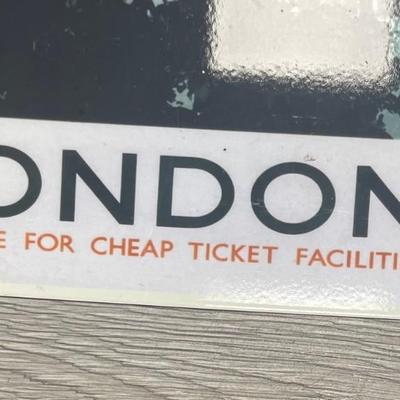 ONDON
E FOR CHEAP TICKET FACILITI